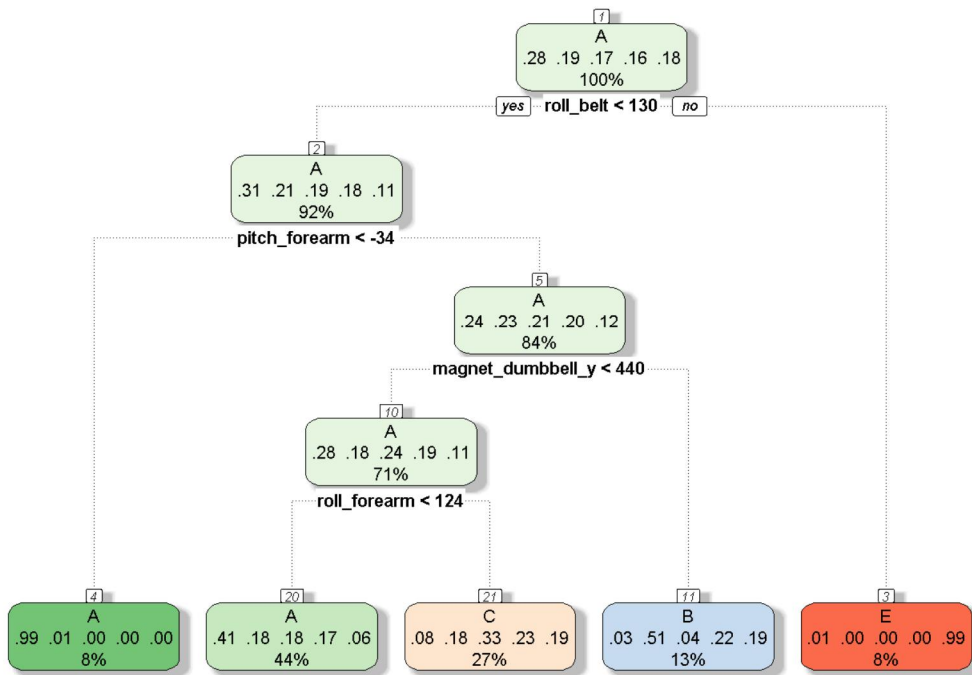 1
A
.28 .19 .17 .16 .18
100%
yes roll_belt < 130 no
2
A
.31 .21 .19 .18 .11
92%
pitch_forearm < -34
5
A
.24 .23 .21 .20 .12
84%
magnet_dumbbell_y < 440
10
A
.28 .18 .24 .19 .11
71%
roll_forearm < 124
4
A
.99 .01 .00 .00 .00
8%
20
A
.41 .18 .18 .17 .06
44%
21
C
.08 .18 .33 .23 .19
27%
11
B
.03 .51 .04 .22 .19
13%
3
E
.01 .00 .00 .00 .99
8%